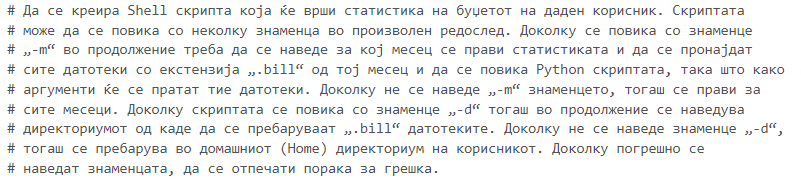 # Да се креира Shell скрипта која ќе врши статистика на буџетот на даден корисник. Скриптата
# може да се повика со неколку знаменца во произволен редослед. Доколку се повика со знаменце
# „-m“ во продолжение треба да се наведе за кој месец се прави статистиката и да се пронајдат
# сите датотеки со екстензија „.bill“ од тој месец и да се повика Python скриптата, така што како
# аргументи ќе се пратат тие датотеки. Доколку не се наведе „-m“ знаменцето, тогаш се прави за
# сите месеци. Доколку скриптата се повика со знаменце „-d“ тогаш во продолжение се наведува
# директориумот од каде да се пребаруваат „.bill“ датотеките. Доколку не се наведе знаменце „-d“,
# тогаш се пребарува во домашниот (Home) директориум на корисникот. Доколку погрешно се
# наведат знаменцата, да се отпечати порака за грешка.